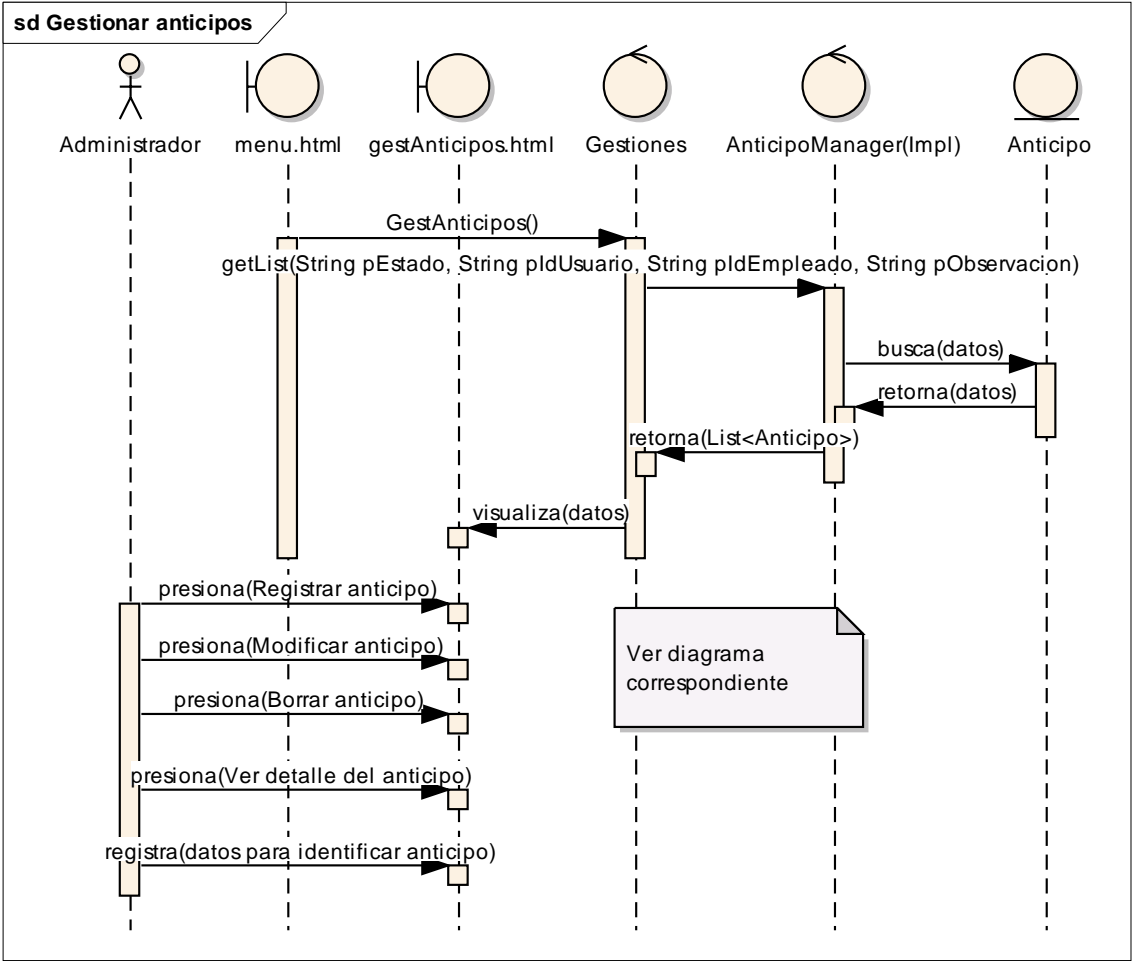 sd Gestionar anticipos
Administrador
menu.html
gestAnticipos.html
Gestiones
AnticipoManager(Impl)
Anticipo
GestAnticipos()
getList(String pEstado, String pIdUsuario, String pIdEmpleado, String pObservacion)
busca(datos)
retorna(datos)
retorna(List<Anticipo>)
visualiza(datos)
presiona(Registrar anticipo)
presiona(Modificar anticipo)
Ver diagrama
correspondiente
presiona(Borrar anticipo)
presiona(Ver detalle del anticipo)
registra(datos para identificar anticipo)